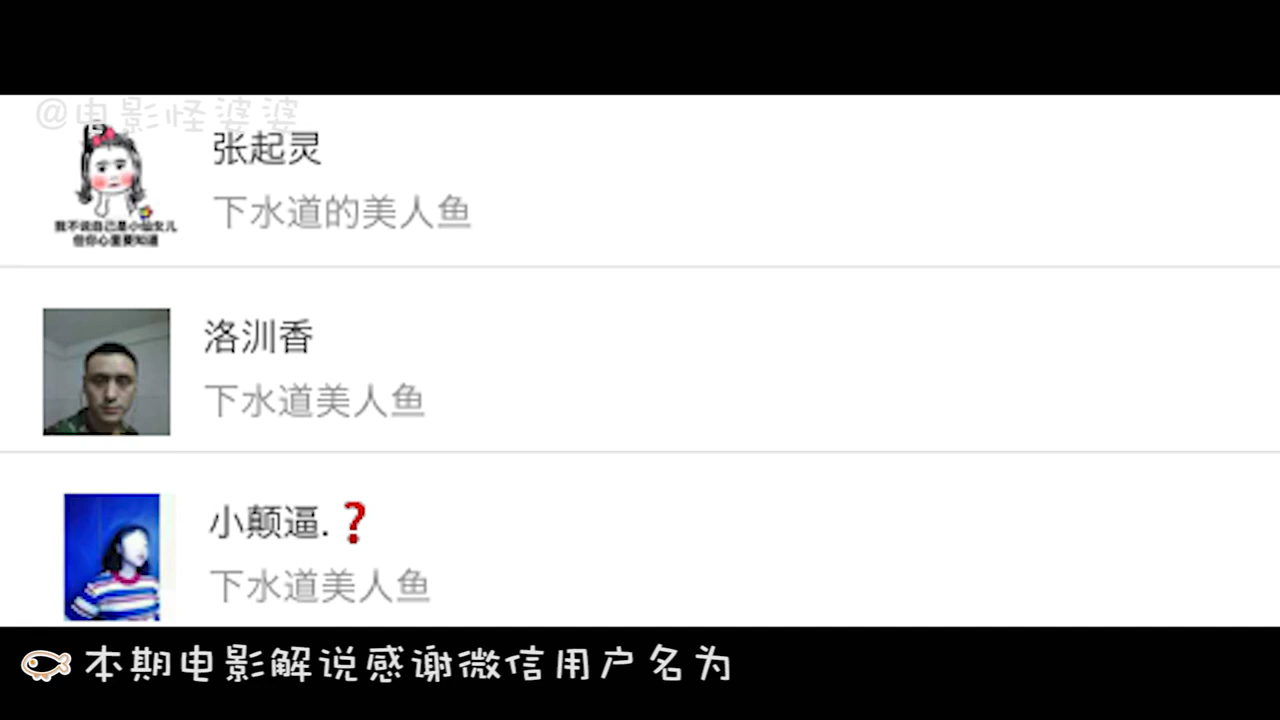 @电影怪婆婆
张起灵
下水道的美人鱼
我不说自己是小仙女儿
但你心里要知道
洛汌香
下水道美人鱼
小颠逼.❓
下水道美人鱼
本期电影解说感谢微信用户名为